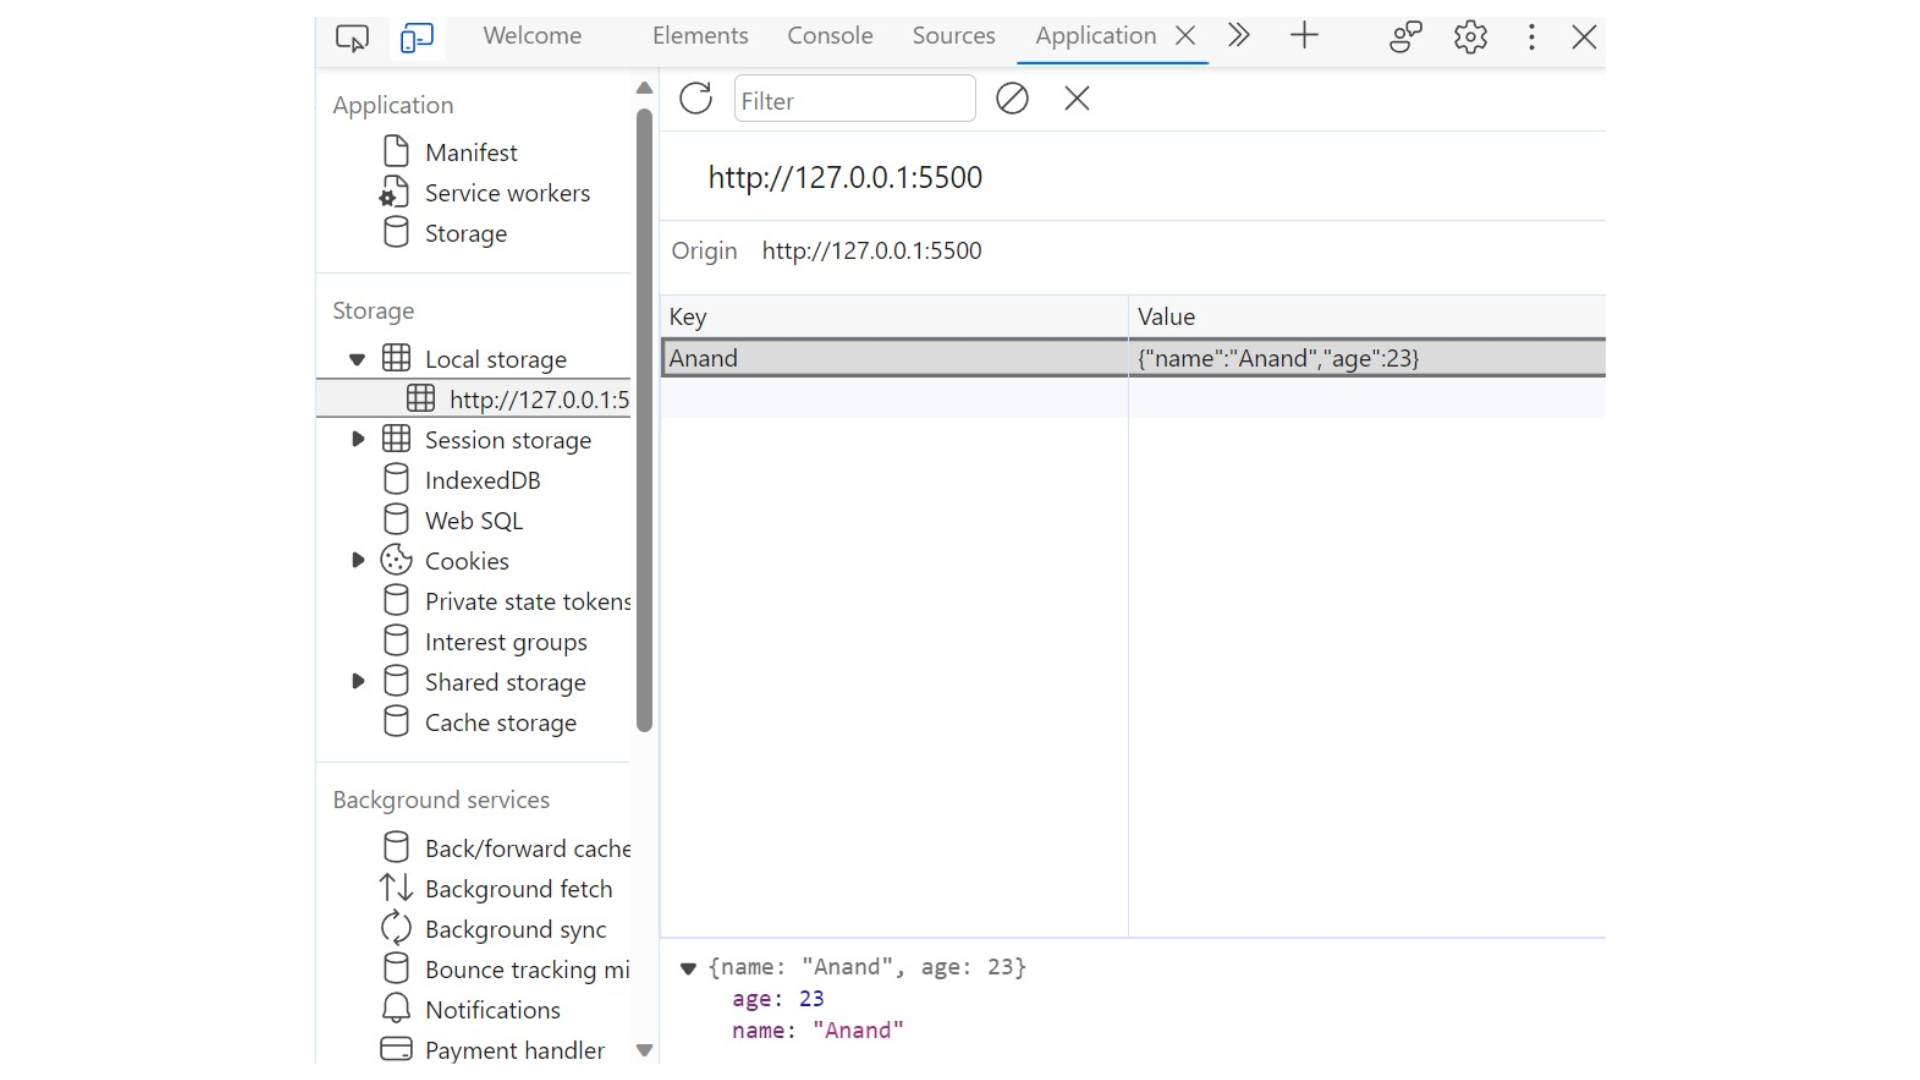 Welcome Elements Console Sources Application
Application
Manifest
Service workers
Storage
Storage
Local storage
http://127.0.0.1:5
Session storage
IndexedDB
Web SQL
Cookies
Private state tokens
Interest groups
Shared storage
Cache storage
Background services
Back/forward cache
Background fetch
Background sync
Bounce tracking mi
Notifications
Payment handler
Filter
http://127.0.0.1:5500
Origin http://127.0.0.1:5500
Key Value
Anand {"name":"Anand","age":23}
{name: "Anand", age: 23}
age: 23
name: "Anand"